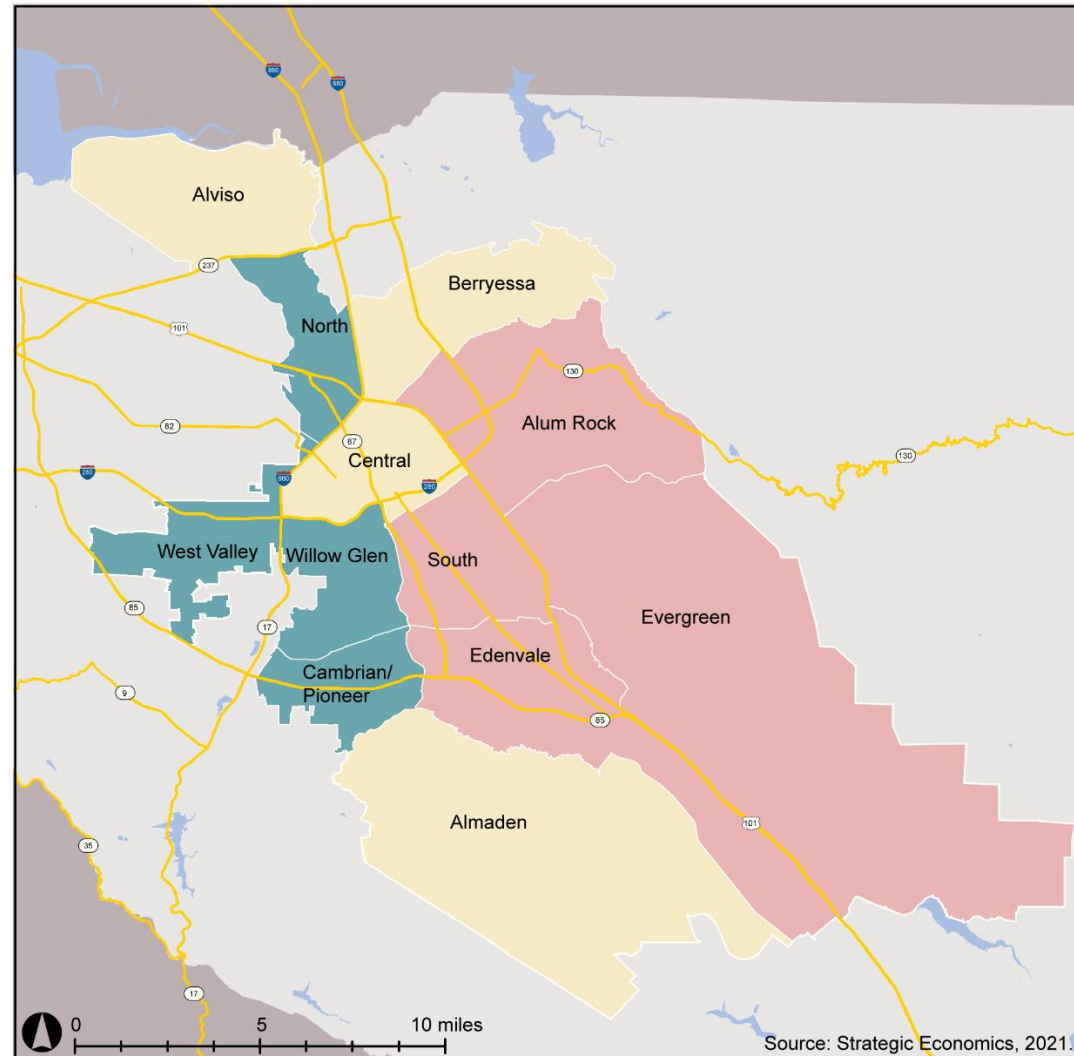 880
680
Alviso
237
Berryessa
North
101
130
82
Alum Rock
87
Central
130
280
880
280
West Valley
Willow Glen
South
85
Evergreen
17
Edenvale
Cambrian/
Pioneer
9
85
Almaden
101
35
17
0 5 10 miles
Source: Strategic Economics, 2021.